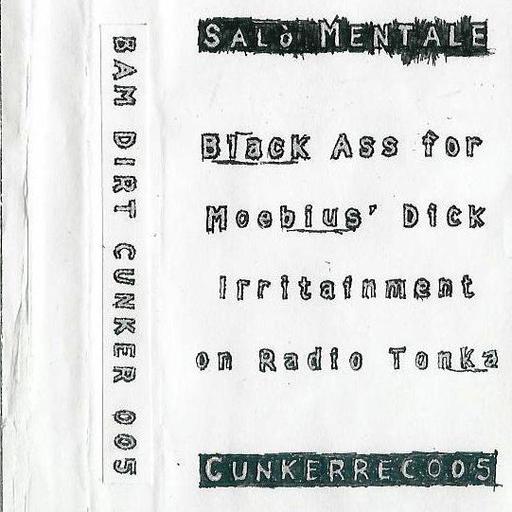 BAM DIRT CUNKER 005
SALÒ MENTALE
Black Ass for
Moebius' Dick
Irritainment
on Radio Tonka
CUNKERREC005